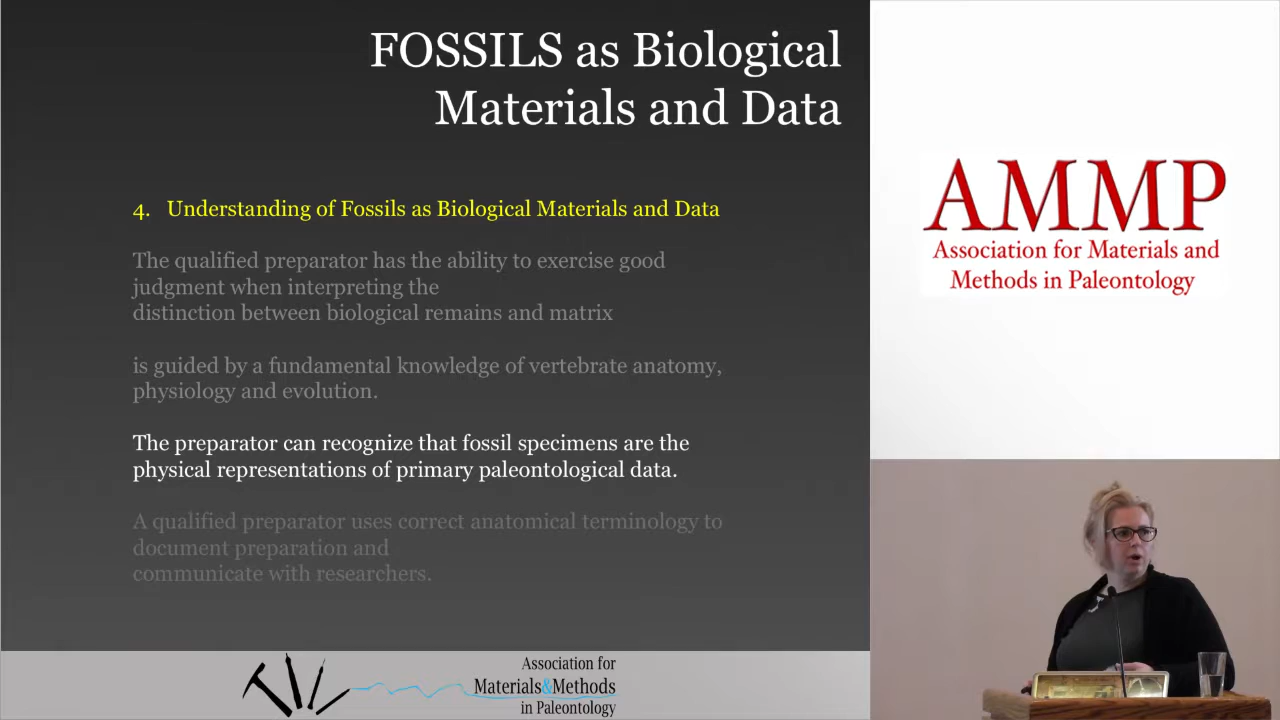 FOSSILS as Biological
Materials and Data
4. Understanding of Fossils as Biological Materials and Data
The qualified preparator has the ability to exercise good
judgment when interpreting the
distinction between biological remains and matrix
is guided by a fundamental knowledge of vertebrate anatomy,
physiology and evolution.
The preparator can recognize that fossil specimens are the
physical representations of primary paleontological data.
A qualified preparator uses correct anatomical terminology to
document preparation and
communicate with researchers.
Association for
Materials&Methods
in Paleontology
AMMP
Association for Materials and
Methods in Paleontology